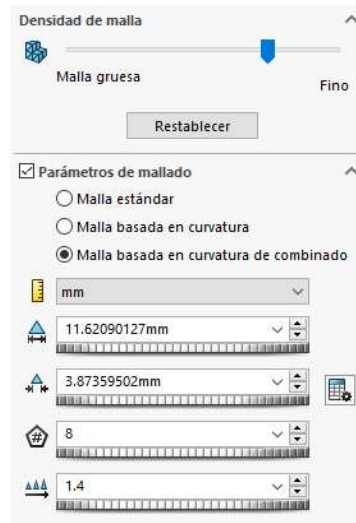 Densidad de malla
Malla gruesa
Fino
Restablecer
Parámetros de mallado
Malla estándar
Malla basada en curvatura
Malla basada en curvatura de combinado
mm
11.62090127mm
3.87359502mm
8
1.4